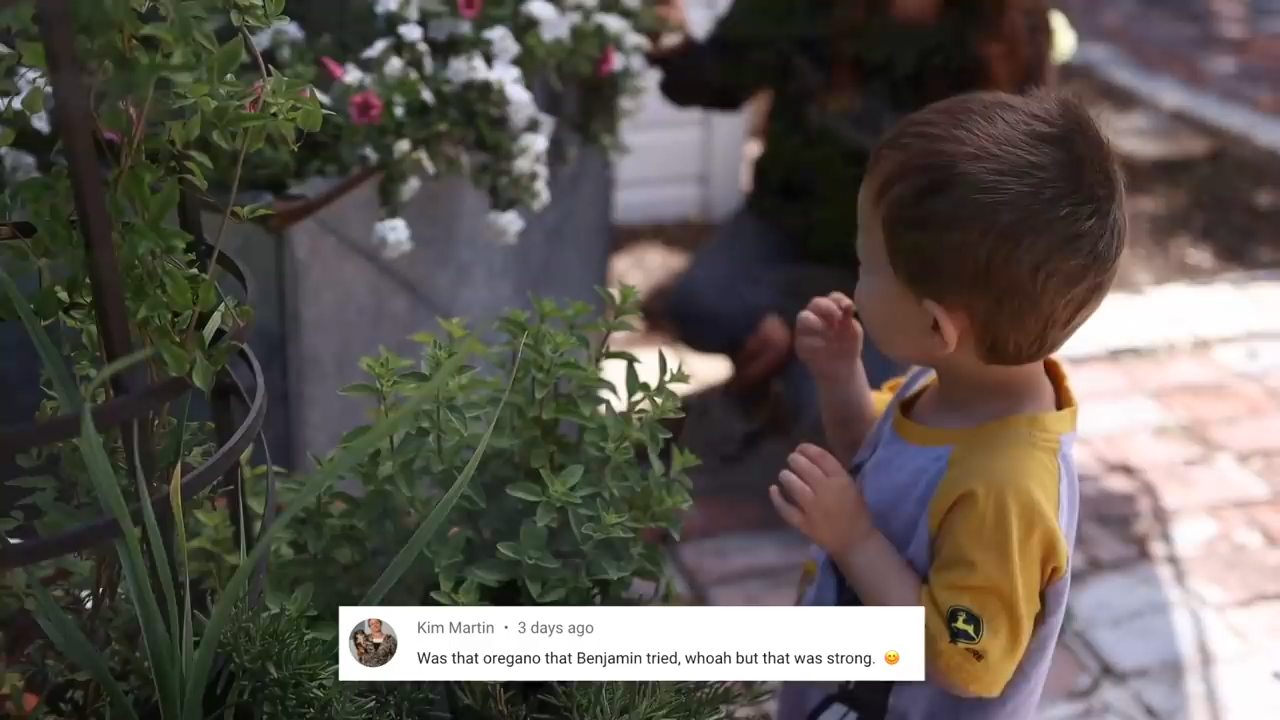 Kim Martin • 3 days ago
Was that oregano that Benjamin tried, whoah but that was strong. 😊